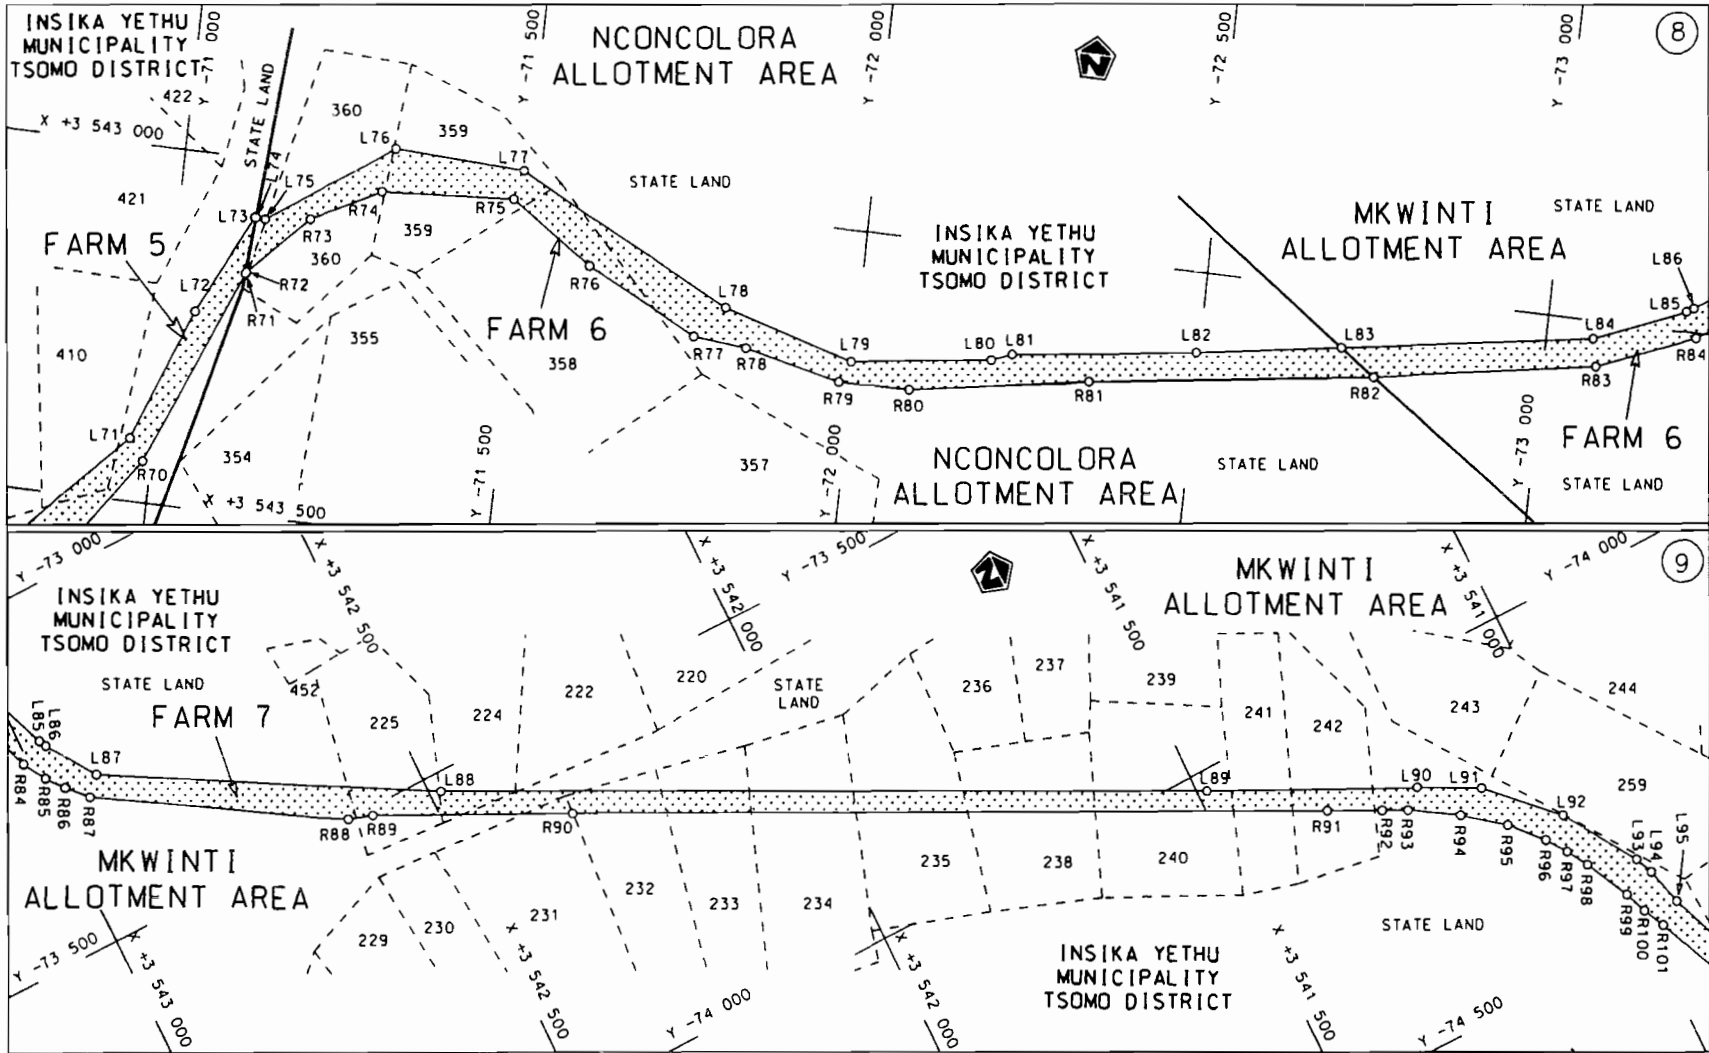 INSIKA YETHU
MUNICIPALITY
TSOMO DISTRICT
Y -71 000
Y -71 500
NCONCOLORA
ALLOTMENT AREA
Y -72 000
N
Y -72 500
Y -73 000
8
422
STATE LAND
X +3 543 000
360
359
L76
L77
L74
L75
STATE LAND
421
L73
R74
R75
R73
359
360
FARM 5
MKWINTI
ALLOTMENT AREA
STATE LAND
INSIKA YETHU
MUNICIPALITY
TSOMO DISTRICT
L86
L72
R72
R76
R71
L78
L85
FARM 6
355
358
410
L79
L80
L81
L82
L83
L84
R77
R78
R79
R80
R81
R82
R83
R84
L71
R70
354
Y -71 500
Y -72 000
357
NCONCOLORA
ALLOTMENT AREA
STATE LAND
Y -73 000
FARM 6
STATE LAND
X +3 543 500
Y -73 000
X +3 542 500
X +3 542 000
Y -73 500
X +3 541 500
MKWINTI
ALLOTMENT AREA
X +3 541 000
Y -74 000
9
N
INSIKA YETHU
MUNICIPALITY
TSOMO DISTRICT
STATE LAND
452
FARM 7
225
224
222
220
STATE
LAND
236
237
239
241
242
243
244
259
L85
L86
L87
L88
L89
L90
L91
L92
L93
L94
L95
R84
R85
R86
R87
R88
R89
R90
R91
R92
R93
R94
R95
R96
R97
R98
R99
R100
R101
MKWINTI
ALLOTMENT AREA
229
230
231
232
233
234
235
238
240
STATE LAND
INSIKA YETHU
MUNICIPALITY
TSOMO DISTRICT
Y -73 500
X +3 543 000
X +3 542 500
Y -74 000
X +3 542 000
X +3 541 500
Y -74 500